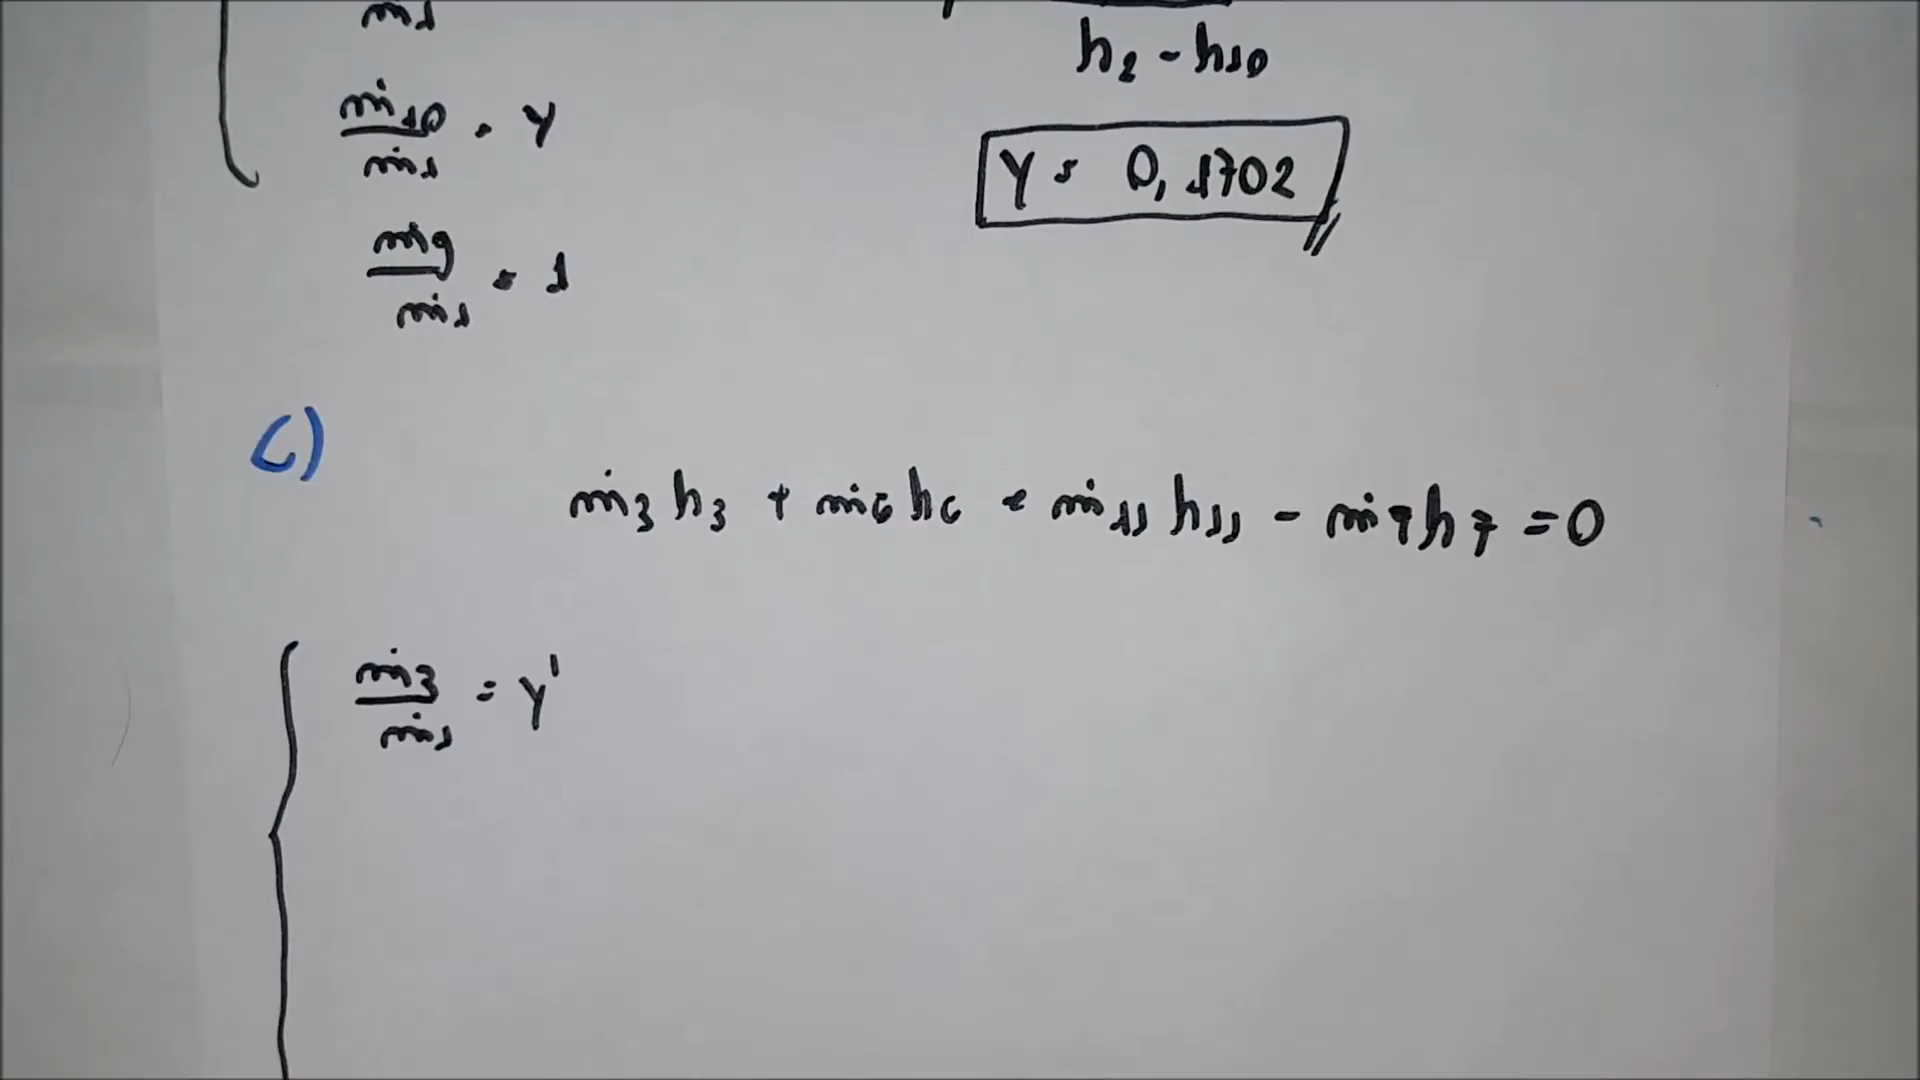 ṁ1
h2 - h10
ṁ10/ṁ1 = y
y = 0,1702
ṁ9/ṁ1 = 1
C)
ṁ3 h3 + ṁ6 h6 + ṁ11 h11 - ṁ7 h7 = 0
ṁ3/ṁ1 = y'